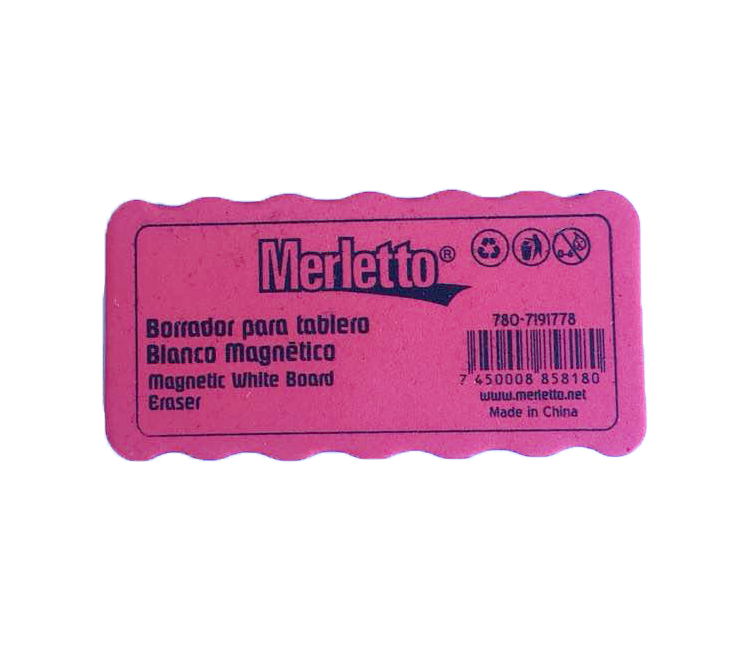 Merletto®
Borrador para tablero
Blanco Magnético
Magnetic White Board
Eraser
780-7191778
7 450008 858180
www.merletto.net
Made in China